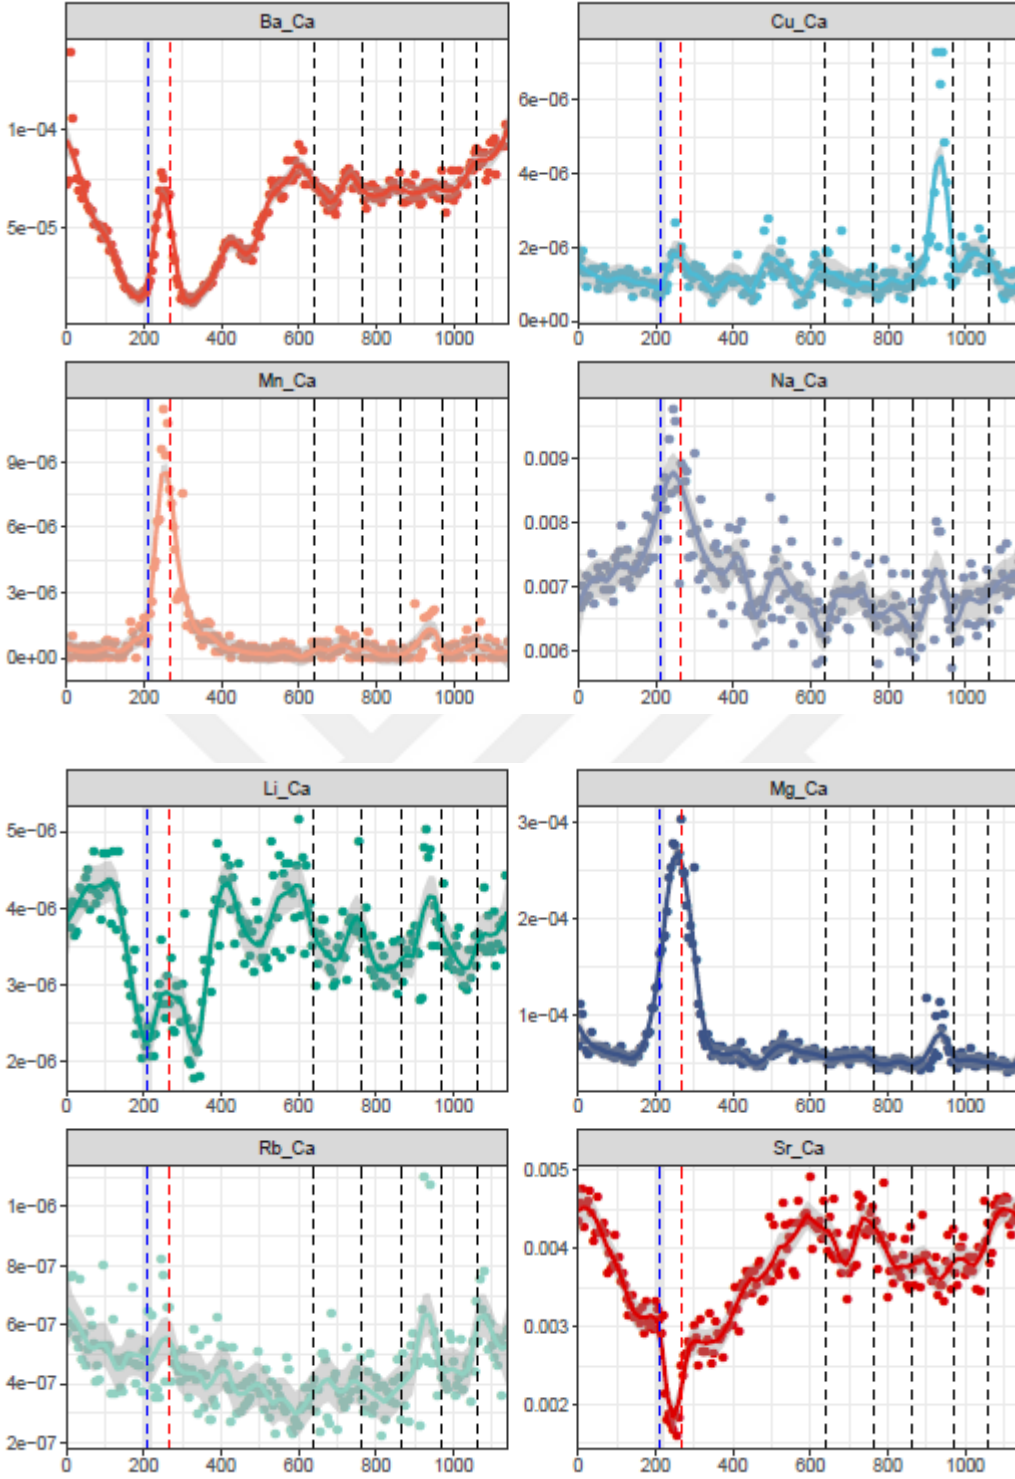 Ba_Ca
1e−04
5e−05
0 200 400 600 800 1000
Cu_Ca
6e−06
4e−06
2e−06
0e+00
0 200 400 600 800 1000
Mn_Ca
9e−06
6e−06
3e−06
0e+00
0 200 400 600 800 1000
Na_Ca
0.009
0.008
0.007
0.006
0 200 400 600 800 1000
Li_Ca
5e−06
4e−06
3e−06
2e−06
0 200 400 600 800 1000
Mg_Ca
3e−04
2e−04
1e−04
0 200 400 600 800 1000
Rb_Ca
1e−06
8e−07
6e−07
4e−07
2e−07
0 200 400 600 800 1000
Sr_Ca
0.005
0.004
0.003
0.002
0 200 400 600 800 1000